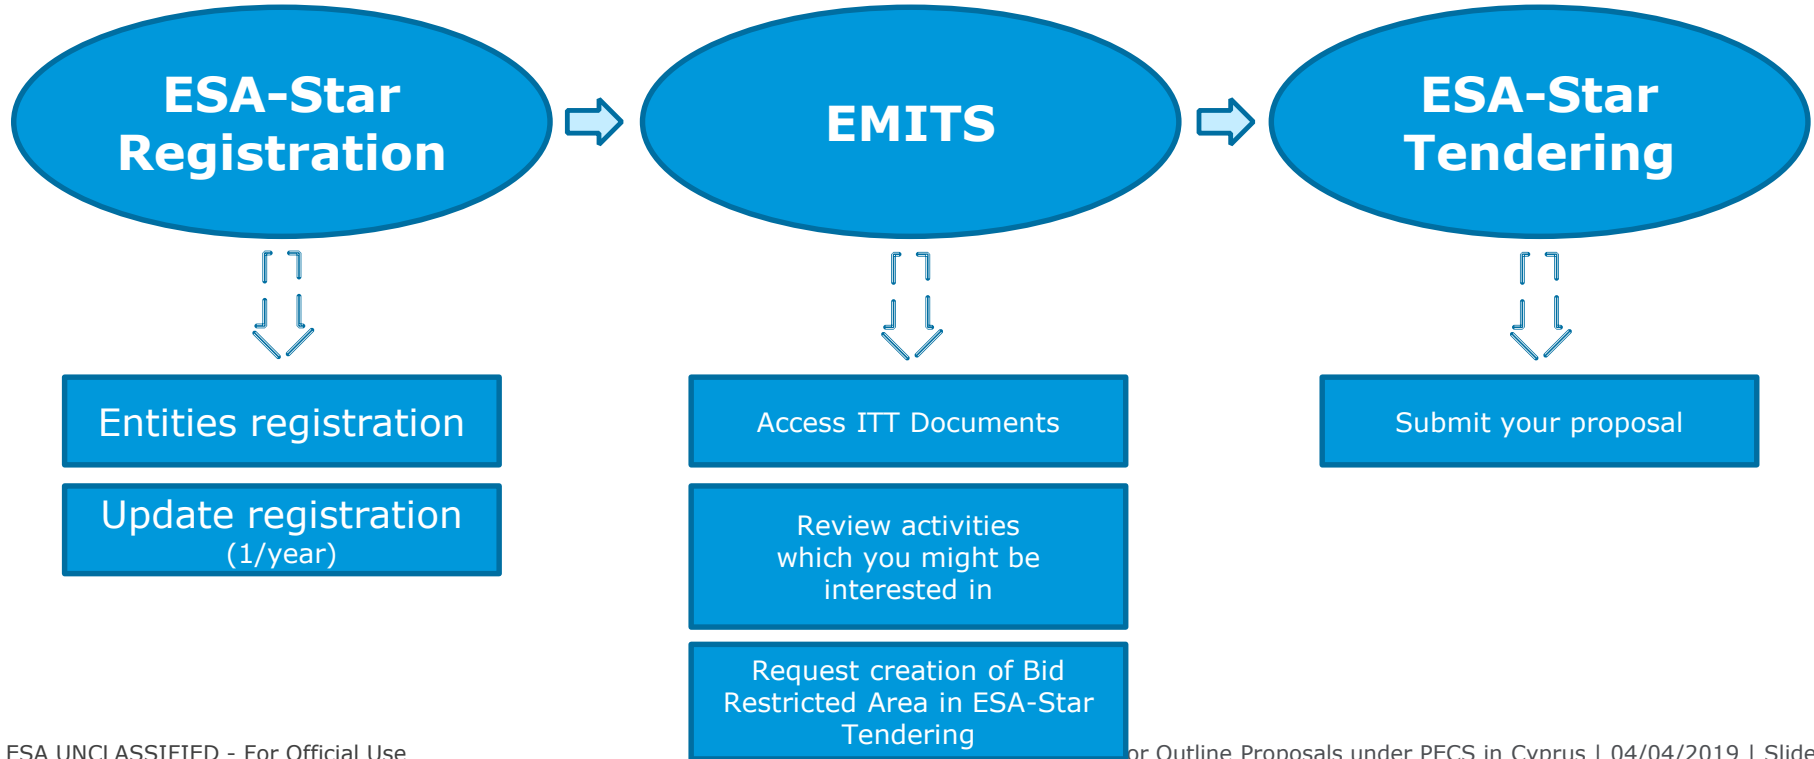 ESA-Star
Registration
EMITS
ESA-Star
Tendering
Entities registration
Update registration
(1/year)
Access ITT Documents
Review activities
which you might be
interested in
Request creation of Bid
Restricted Area in ESA-Star
Tendering
Submit your proposal
ESA UNCLASSIFIED - For Official Use
or Outline Proposals under PECS in Cyprus | 04/04/2019 | Slide